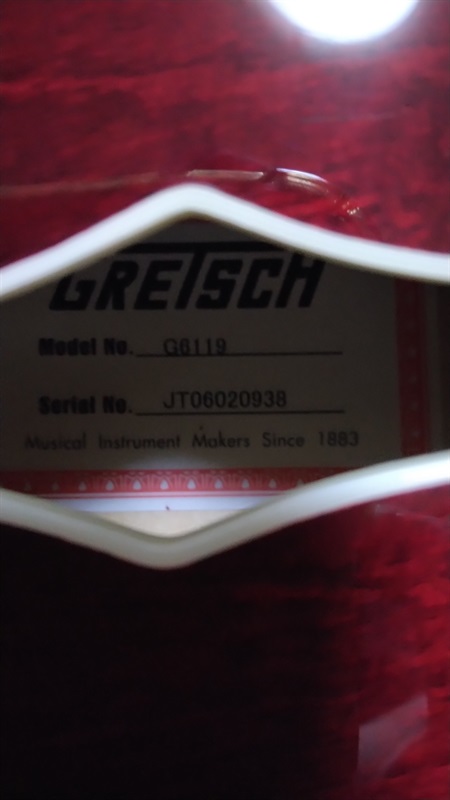 GRETSCH
Model No. G6119
Serial No. JT06020938
Musical Instrument Makers Since 1883